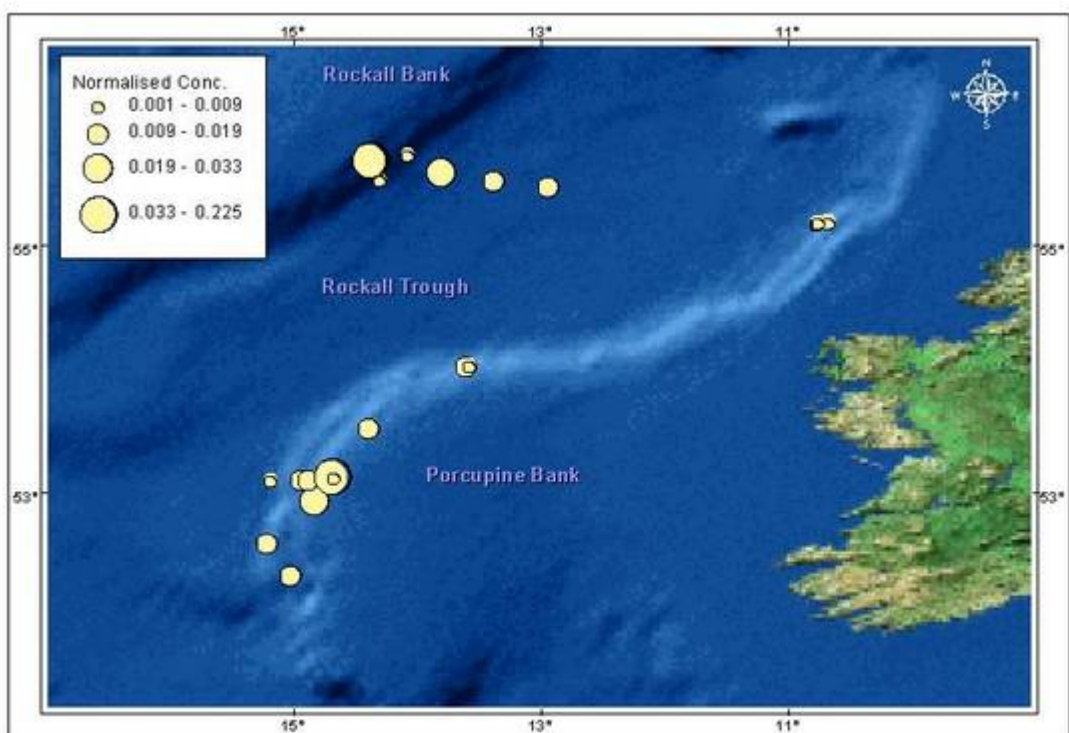 15° 13° 11°
Normalised Conc.
0.001 - 0.009
0.009 - 0.019
0.019 - 0.033
0.033 - 0.225
Rockall Bank
N
W E
S
55° 55°
Rockall Trough
Porcupine Bank
53° 53°
15° 13° 11°